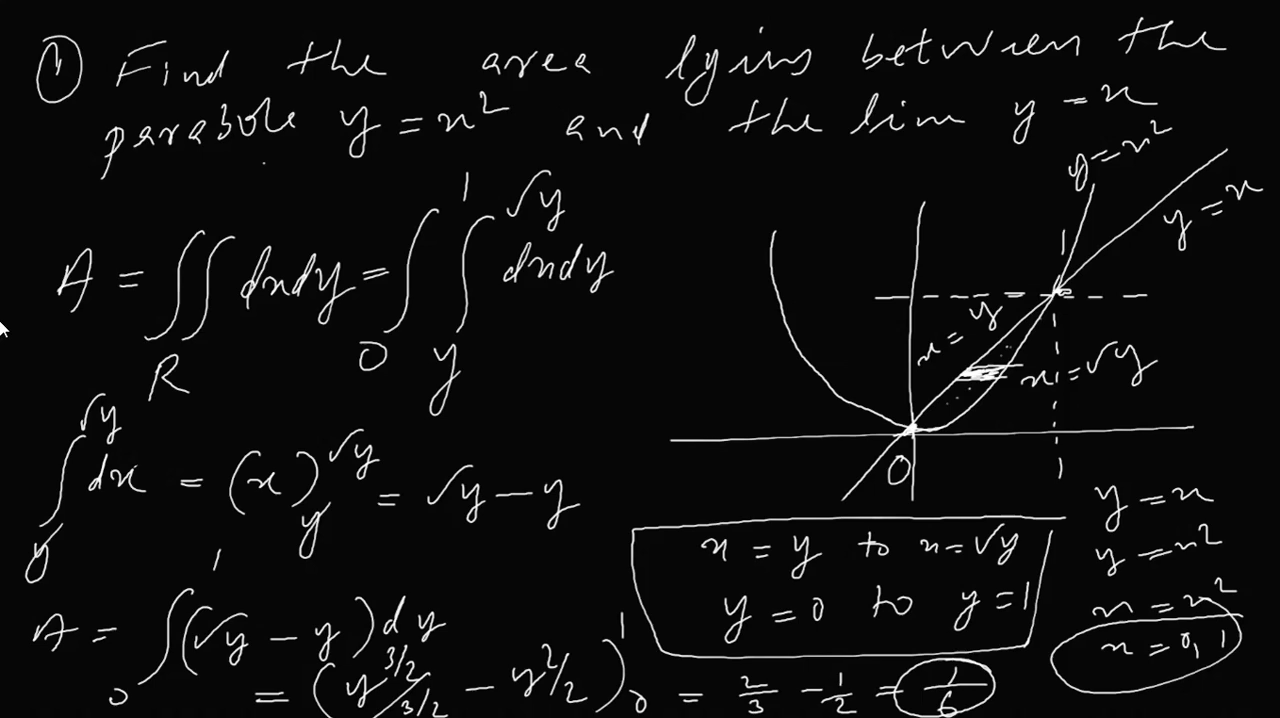 ① Find the area lying between the
parabola y = x² and the line y = x
A = ∬_R dxdy = ∫_0^1 ∫_y^√y dxdy
∫_y^√y dx = (x)_y^√y = √y - y
A = ∫_0^1 (√y - y) dy
= (y^3/2 / 3/2 - y²/2)_0^1 = 2/3 - 1/2 = 1/6
y = x²
y = x
1
x = y
x = √y
0
1
x = y to x = √y
y = 0 to y = 1
y = x
y = x²
x = x²
x = 0, 1